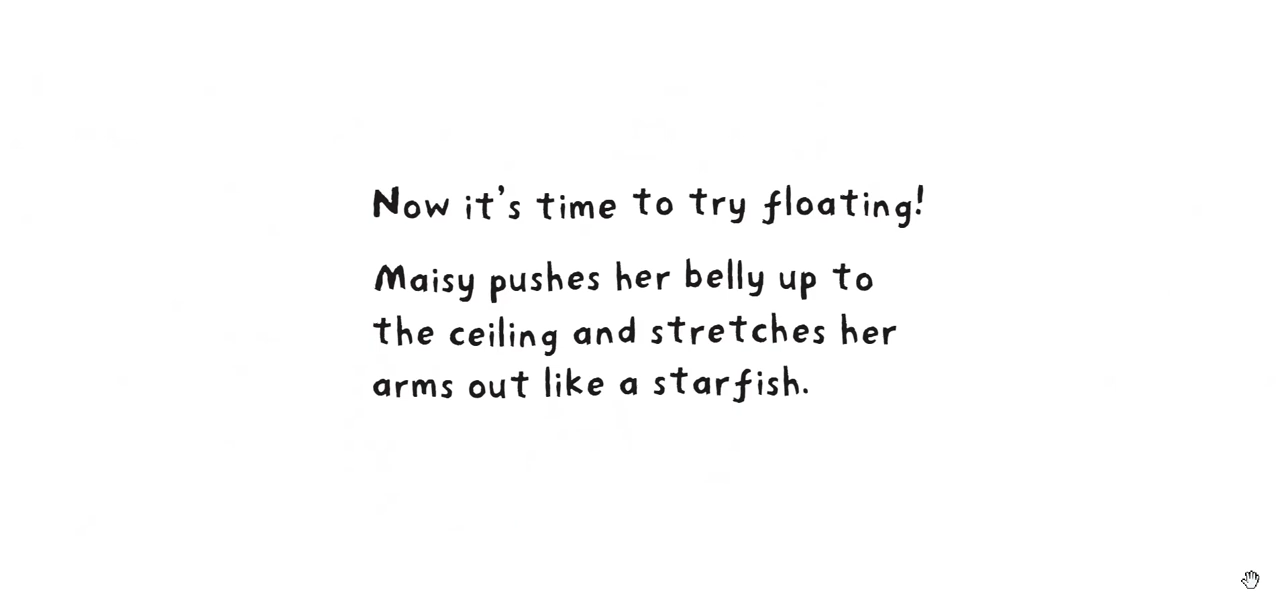 Now it's time to try floating!
Maisy pushes her belly up to
the ceiling and stretches her
arms out like a starfish.